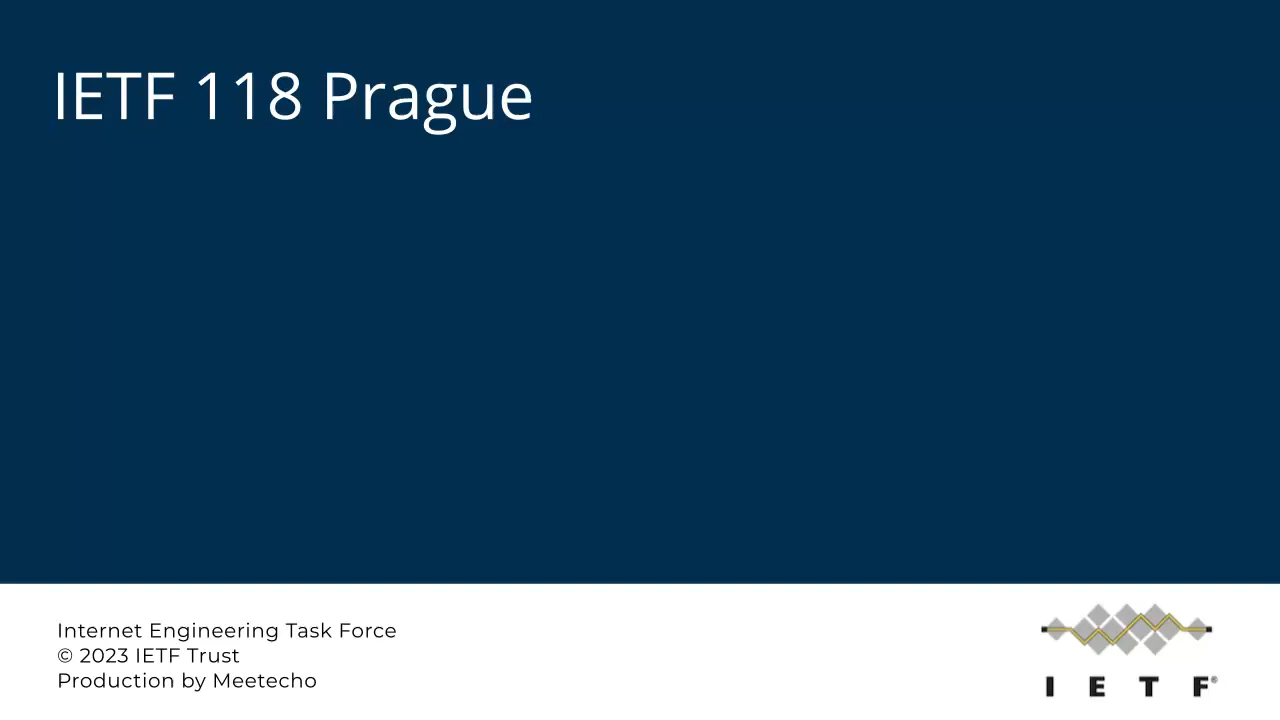 IETF 118 Prague
Internet Engineering Task Force
© 2023 IETF Trust
Production by Meetecho
I E T F®